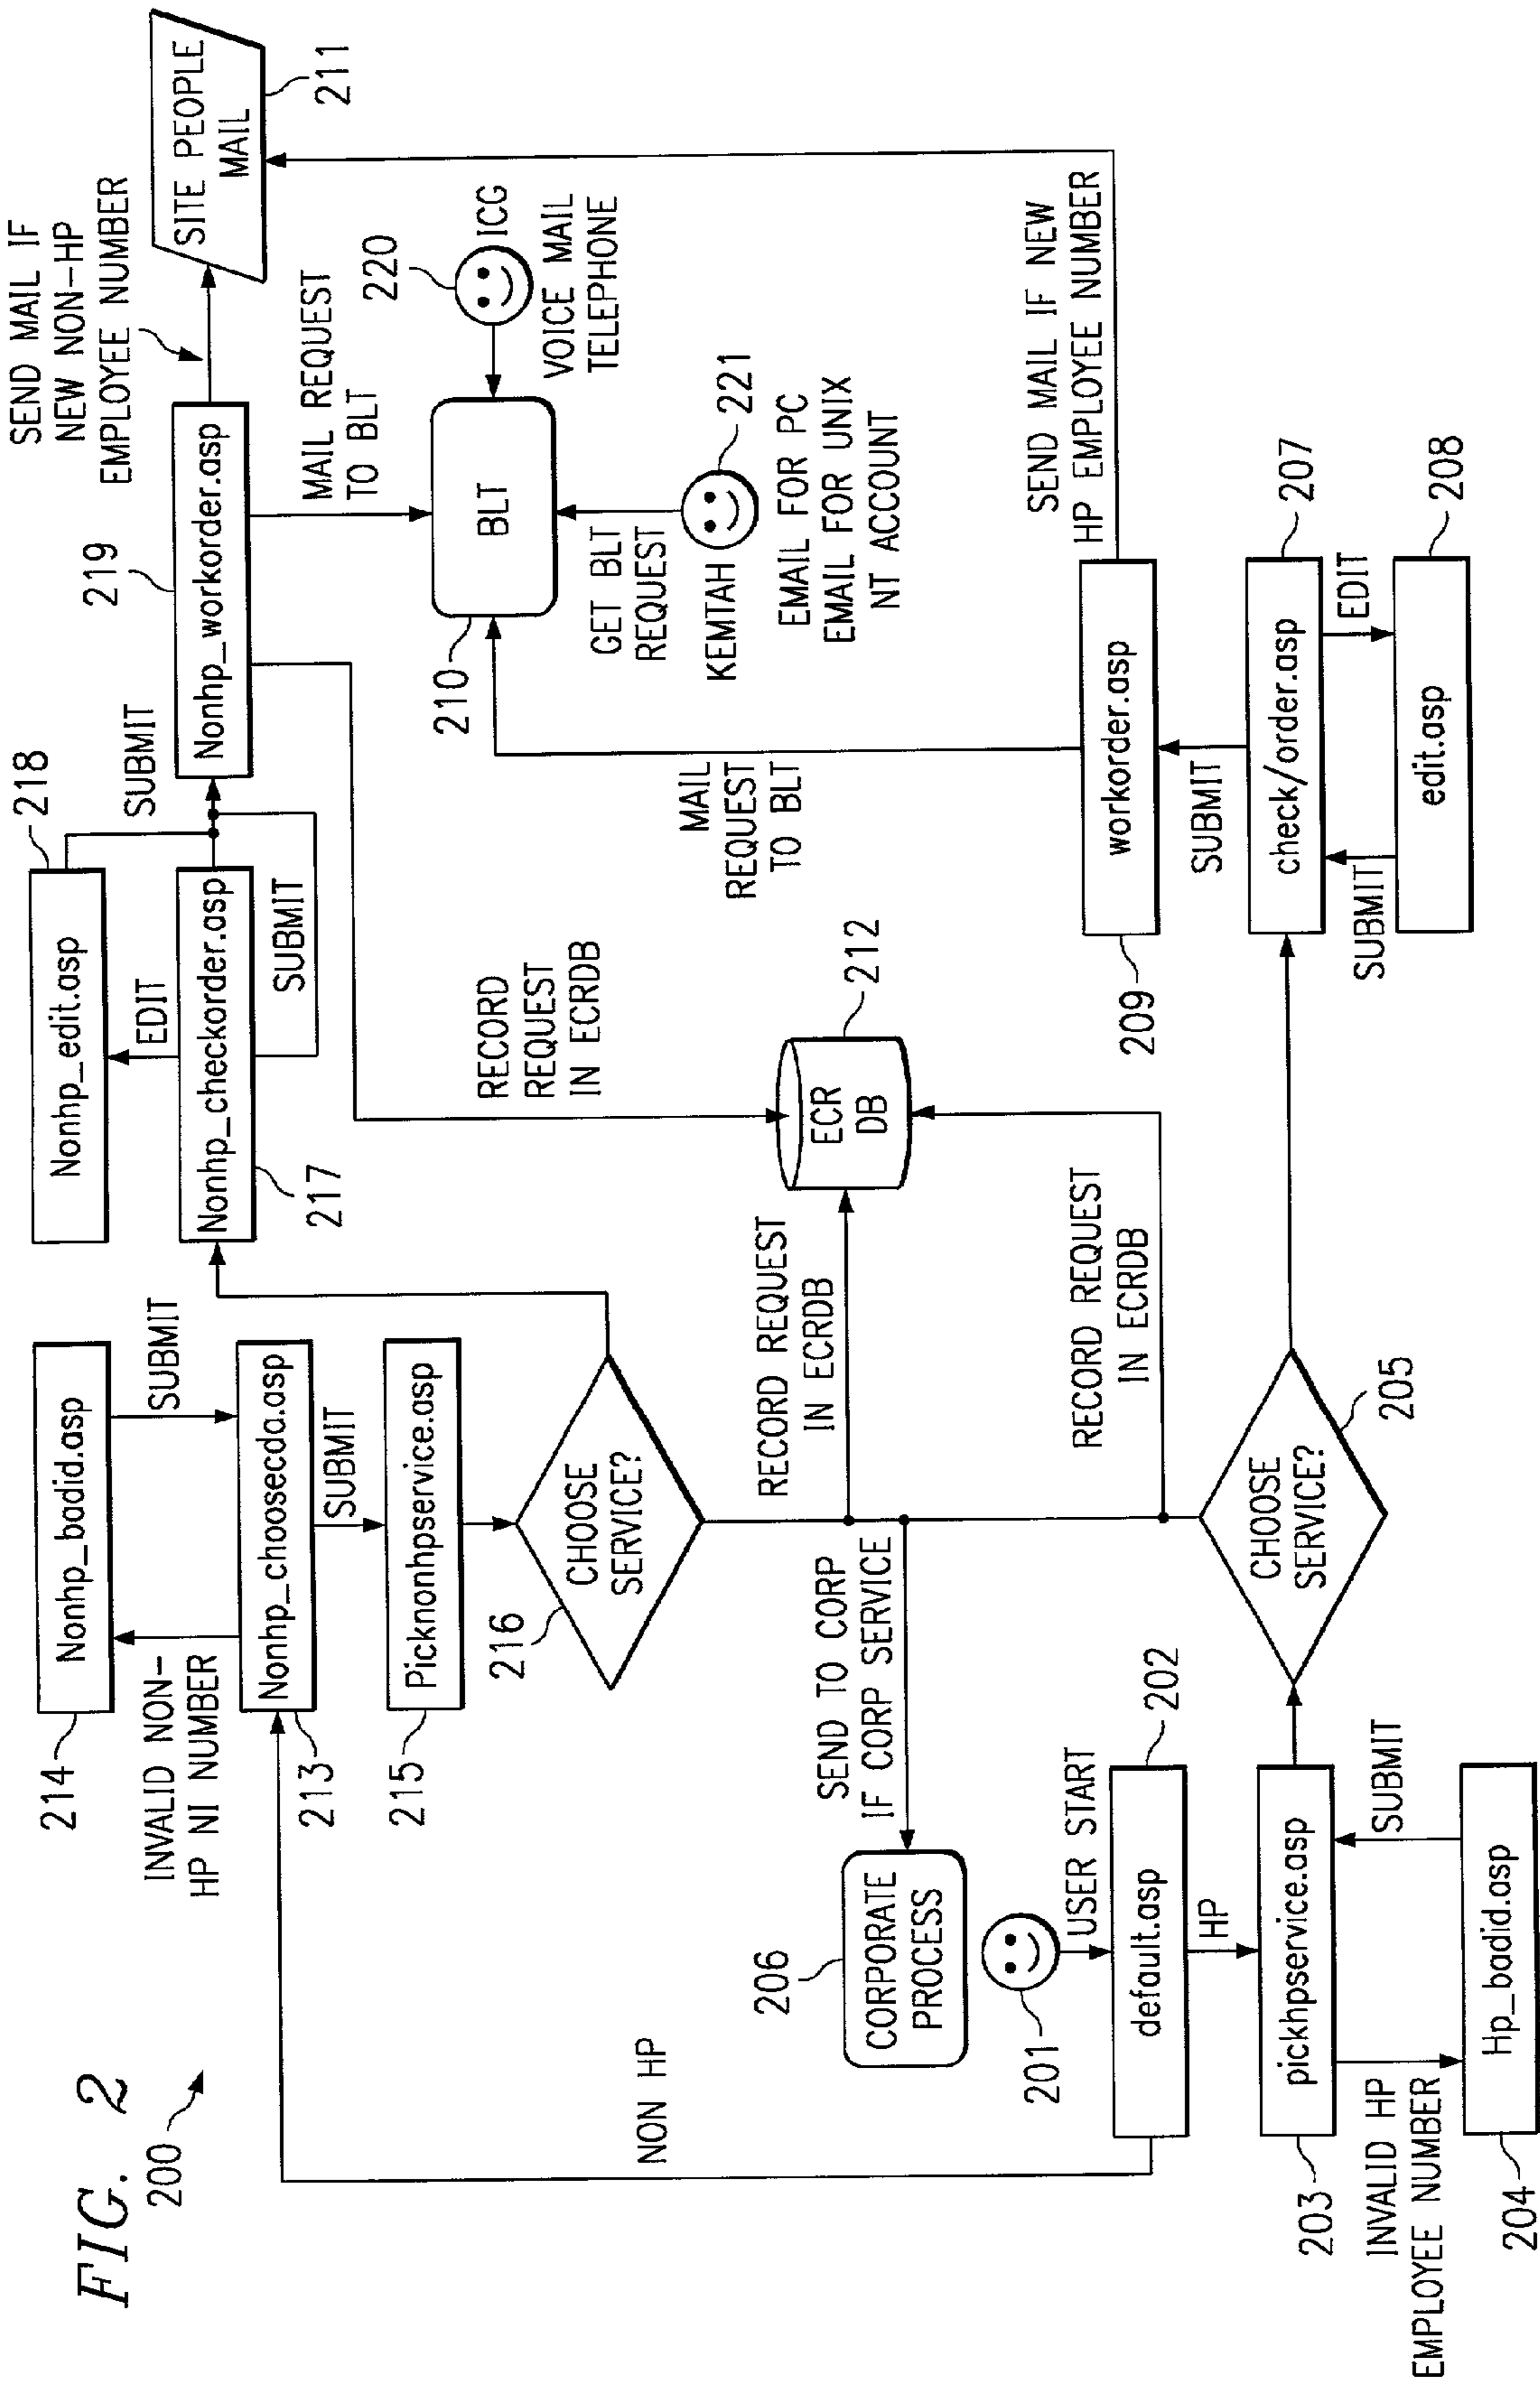 FIG. 2
200
SEND MAIL IF
NEW NON-HP
EMPLOYEE NUMBER
SITE PEOPLE
MAIL
211
Nonhp_badid.asp
214
SUBMIT
INVALID NON-
HP NI NUMBER
Nonhp_choosecda.asp
213
SUBMIT
Picknonhpservice.asp
215
CHOOSE
SERVICE?
216
Nonhp_edit.asp
218
EDIT
Nonhp_checkorder.asp
217
SUBMIT
SUBMIT
Nonhp_workorder.asp
219
MAIL REQUEST
TO BLT
BLT
210
220
ICG
VOICE MAIL
TELEPHONE
GET BLT
REQUEST
KEMTAH
221
EMAIL FOR PC
EMAIL FOR UNIX
NT ACCOUNT
RECORD
REQUEST
IN ECRDB
ECR
DB
212
RECORD REQUEST
IN ECRDB
RECORD REQUEST
IN ECRDB
MAIL
REQUEST
TO BLT
SEND TO CORP
IF CORP SERVICE
CORPORATE
PROCESS
206
NON HP
201
USER START
default.asp
202
HP
pickhpservice.asp
203
INVALID HP
EMPLOYEE NUMBER
SUBMIT
Hp_badid.asp
204
CHOOSE
SERVICE?
205
SEND MAIL IF NEW
HP EMPLOYEE NUMBER
workorder.asp
209
SUBMIT
check/order.asp
207
SUBMIT
EDIT
edit.asp
208